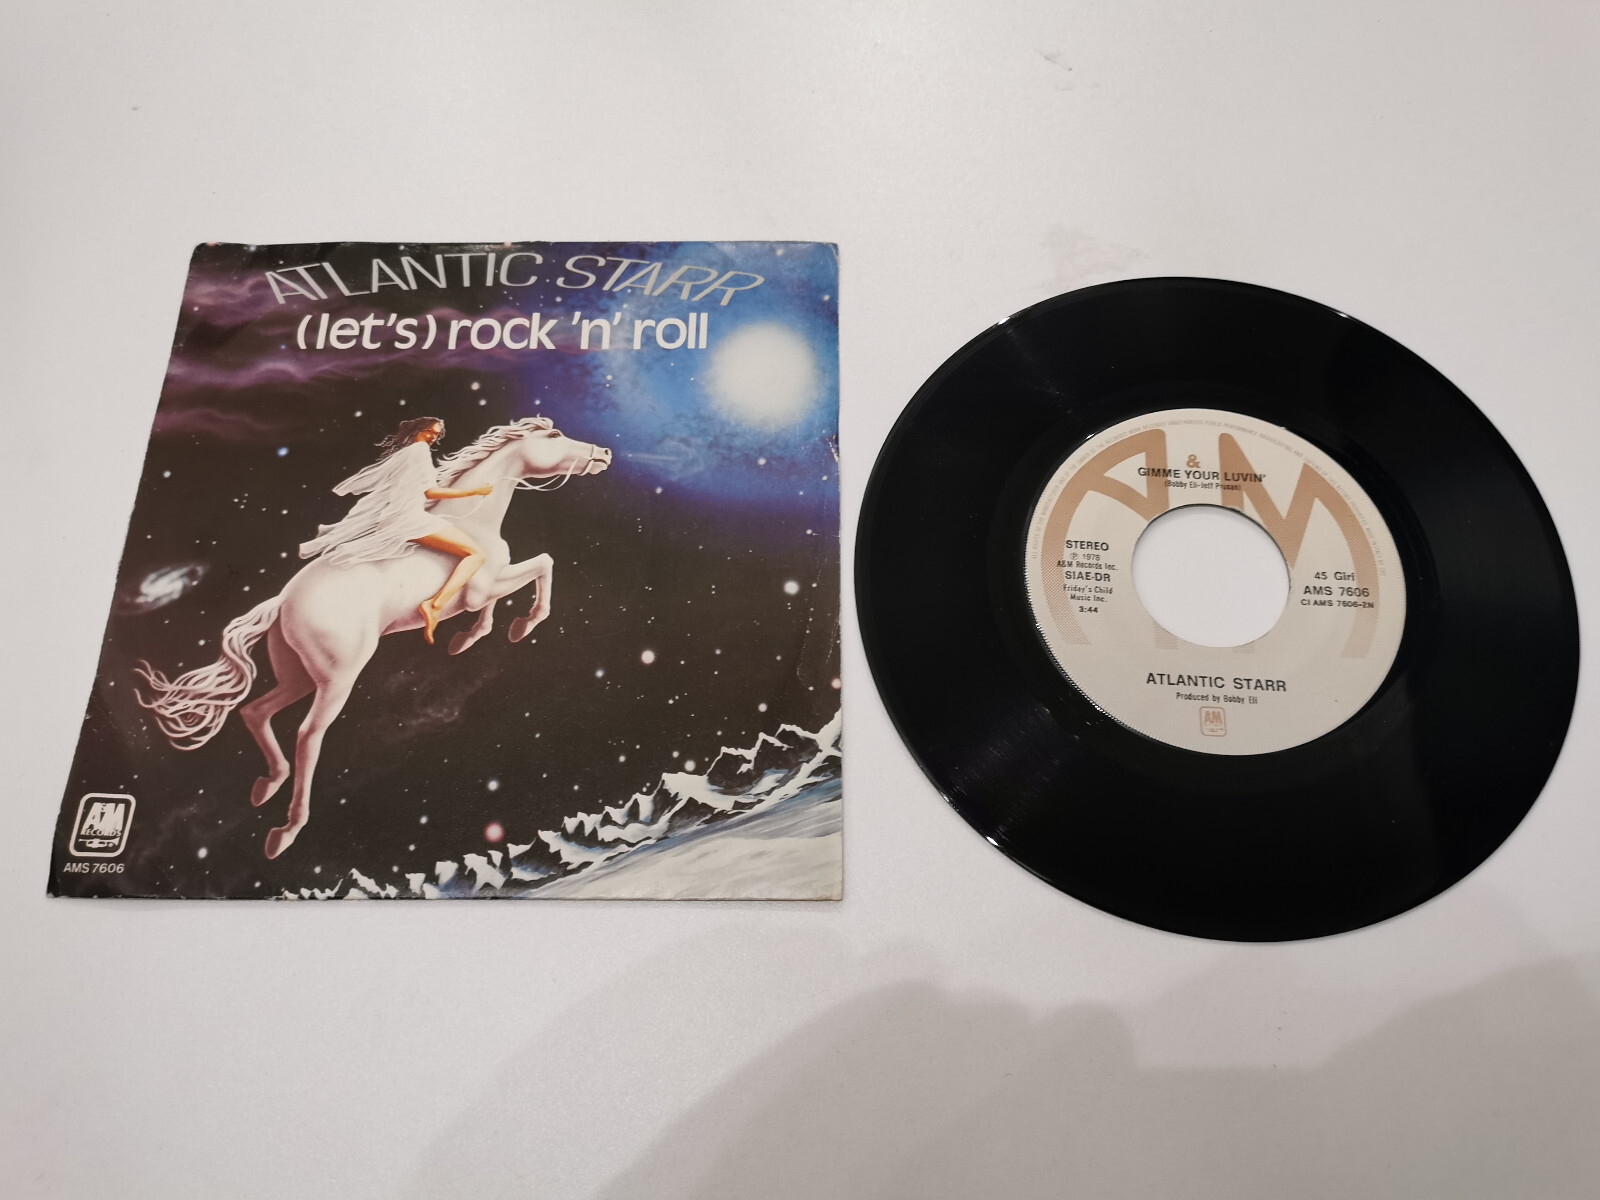 ATLANTIC STARR
(let's) rock 'n' roll
A&M
RECORDS
AMS 7606
&
GIMME YOUR LUVIN'
(Bobby Eli-Jeff Prusan)
STEREO
℗ 1978
A&M Records Inc.
SIAE-DR
Friday's Child
Music Inc.
3:44
45 Giri
AMS 7606
CI AMS 7606-2N
A M
ATLANTIC STARR
Produced by Bobby Eli
A&M